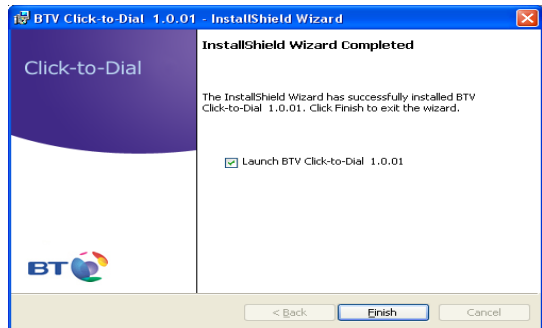 BTV Click-to-Dial 1.0.01 - InstallShield Wizard
Click-to-Dial
InstallShield Wizard Completed
The InstallShield Wizard has successfully installed BTV
Click-to-Dial 1.0.01. Click Finish to exit the wizard.
Launch BTV Click-to-Dial 1.0.01
BT
< Back
Finish
Cancel